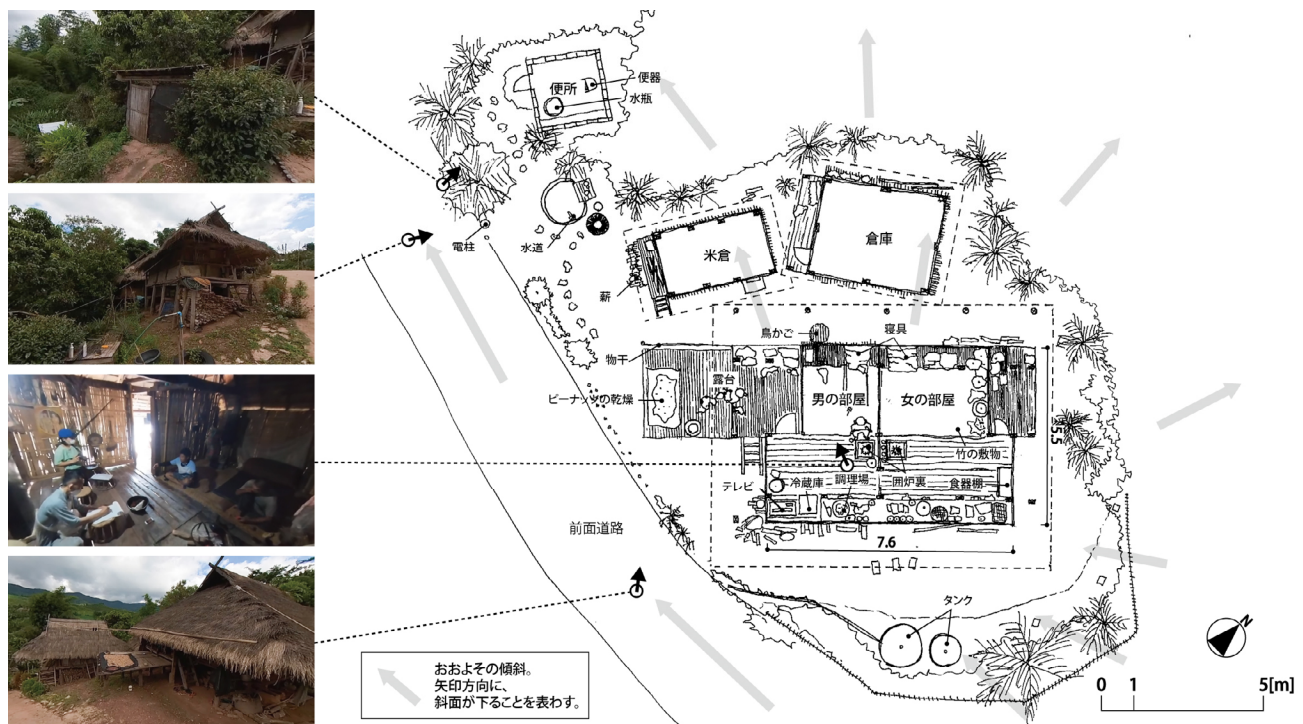 便所
便器
水瓶
電柱
水道
米倉
倉庫
薪
鳥かご
寝具
物干
露台
ピーナッツの乾燥
男の部屋
女の部屋
竹の敷物
テレビ
冷蔵庫
調理場
囲炉裏
食器棚
5.5
7.6
前面道路
タンク
おおよその傾斜。
矢印方向に、
斜面が下ることを表わす。
N
0 1 5[m]